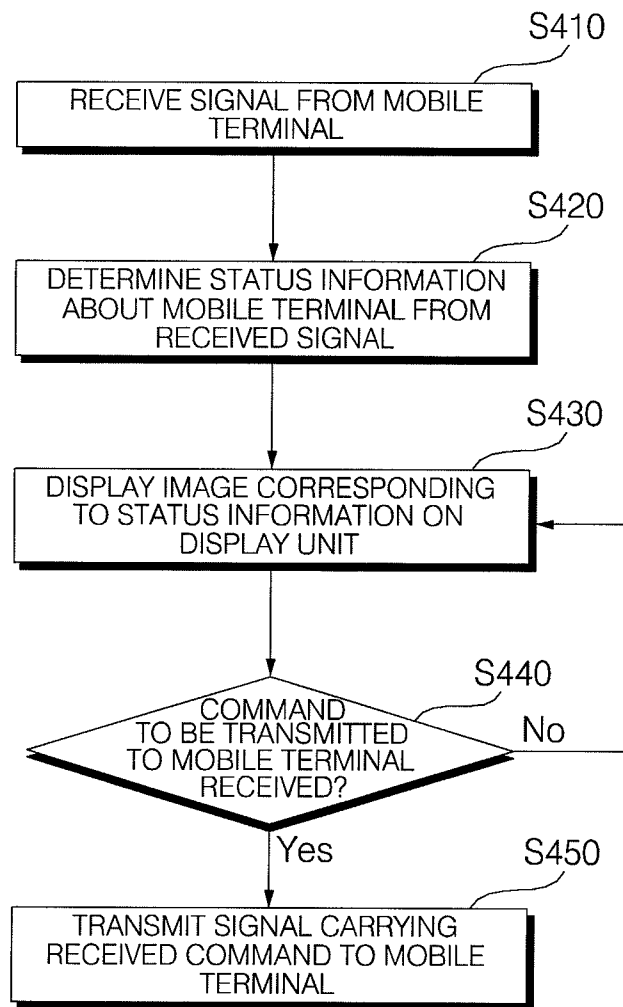 S410
RECEIVE SIGNAL FROM MOBILE
TERMINAL
S420
DETERMINE STATUS INFORMATION
ABOUT MOBILE TERMINAL FROM
RECEIVED SIGNAL
S430
DISPLAY IMAGE CORRESPONDING
TO STATUS INFORMATION ON
DISPLAY UNIT
S440
COMMAND
TO BE TRANSMITTED
TO MOBILE TERMINAL
RECEIVED?
No
Yes
S450
TRANSMIT SIGNAL CARRYING
RECEIVED COMMAND TO MOBILE
TERMINAL